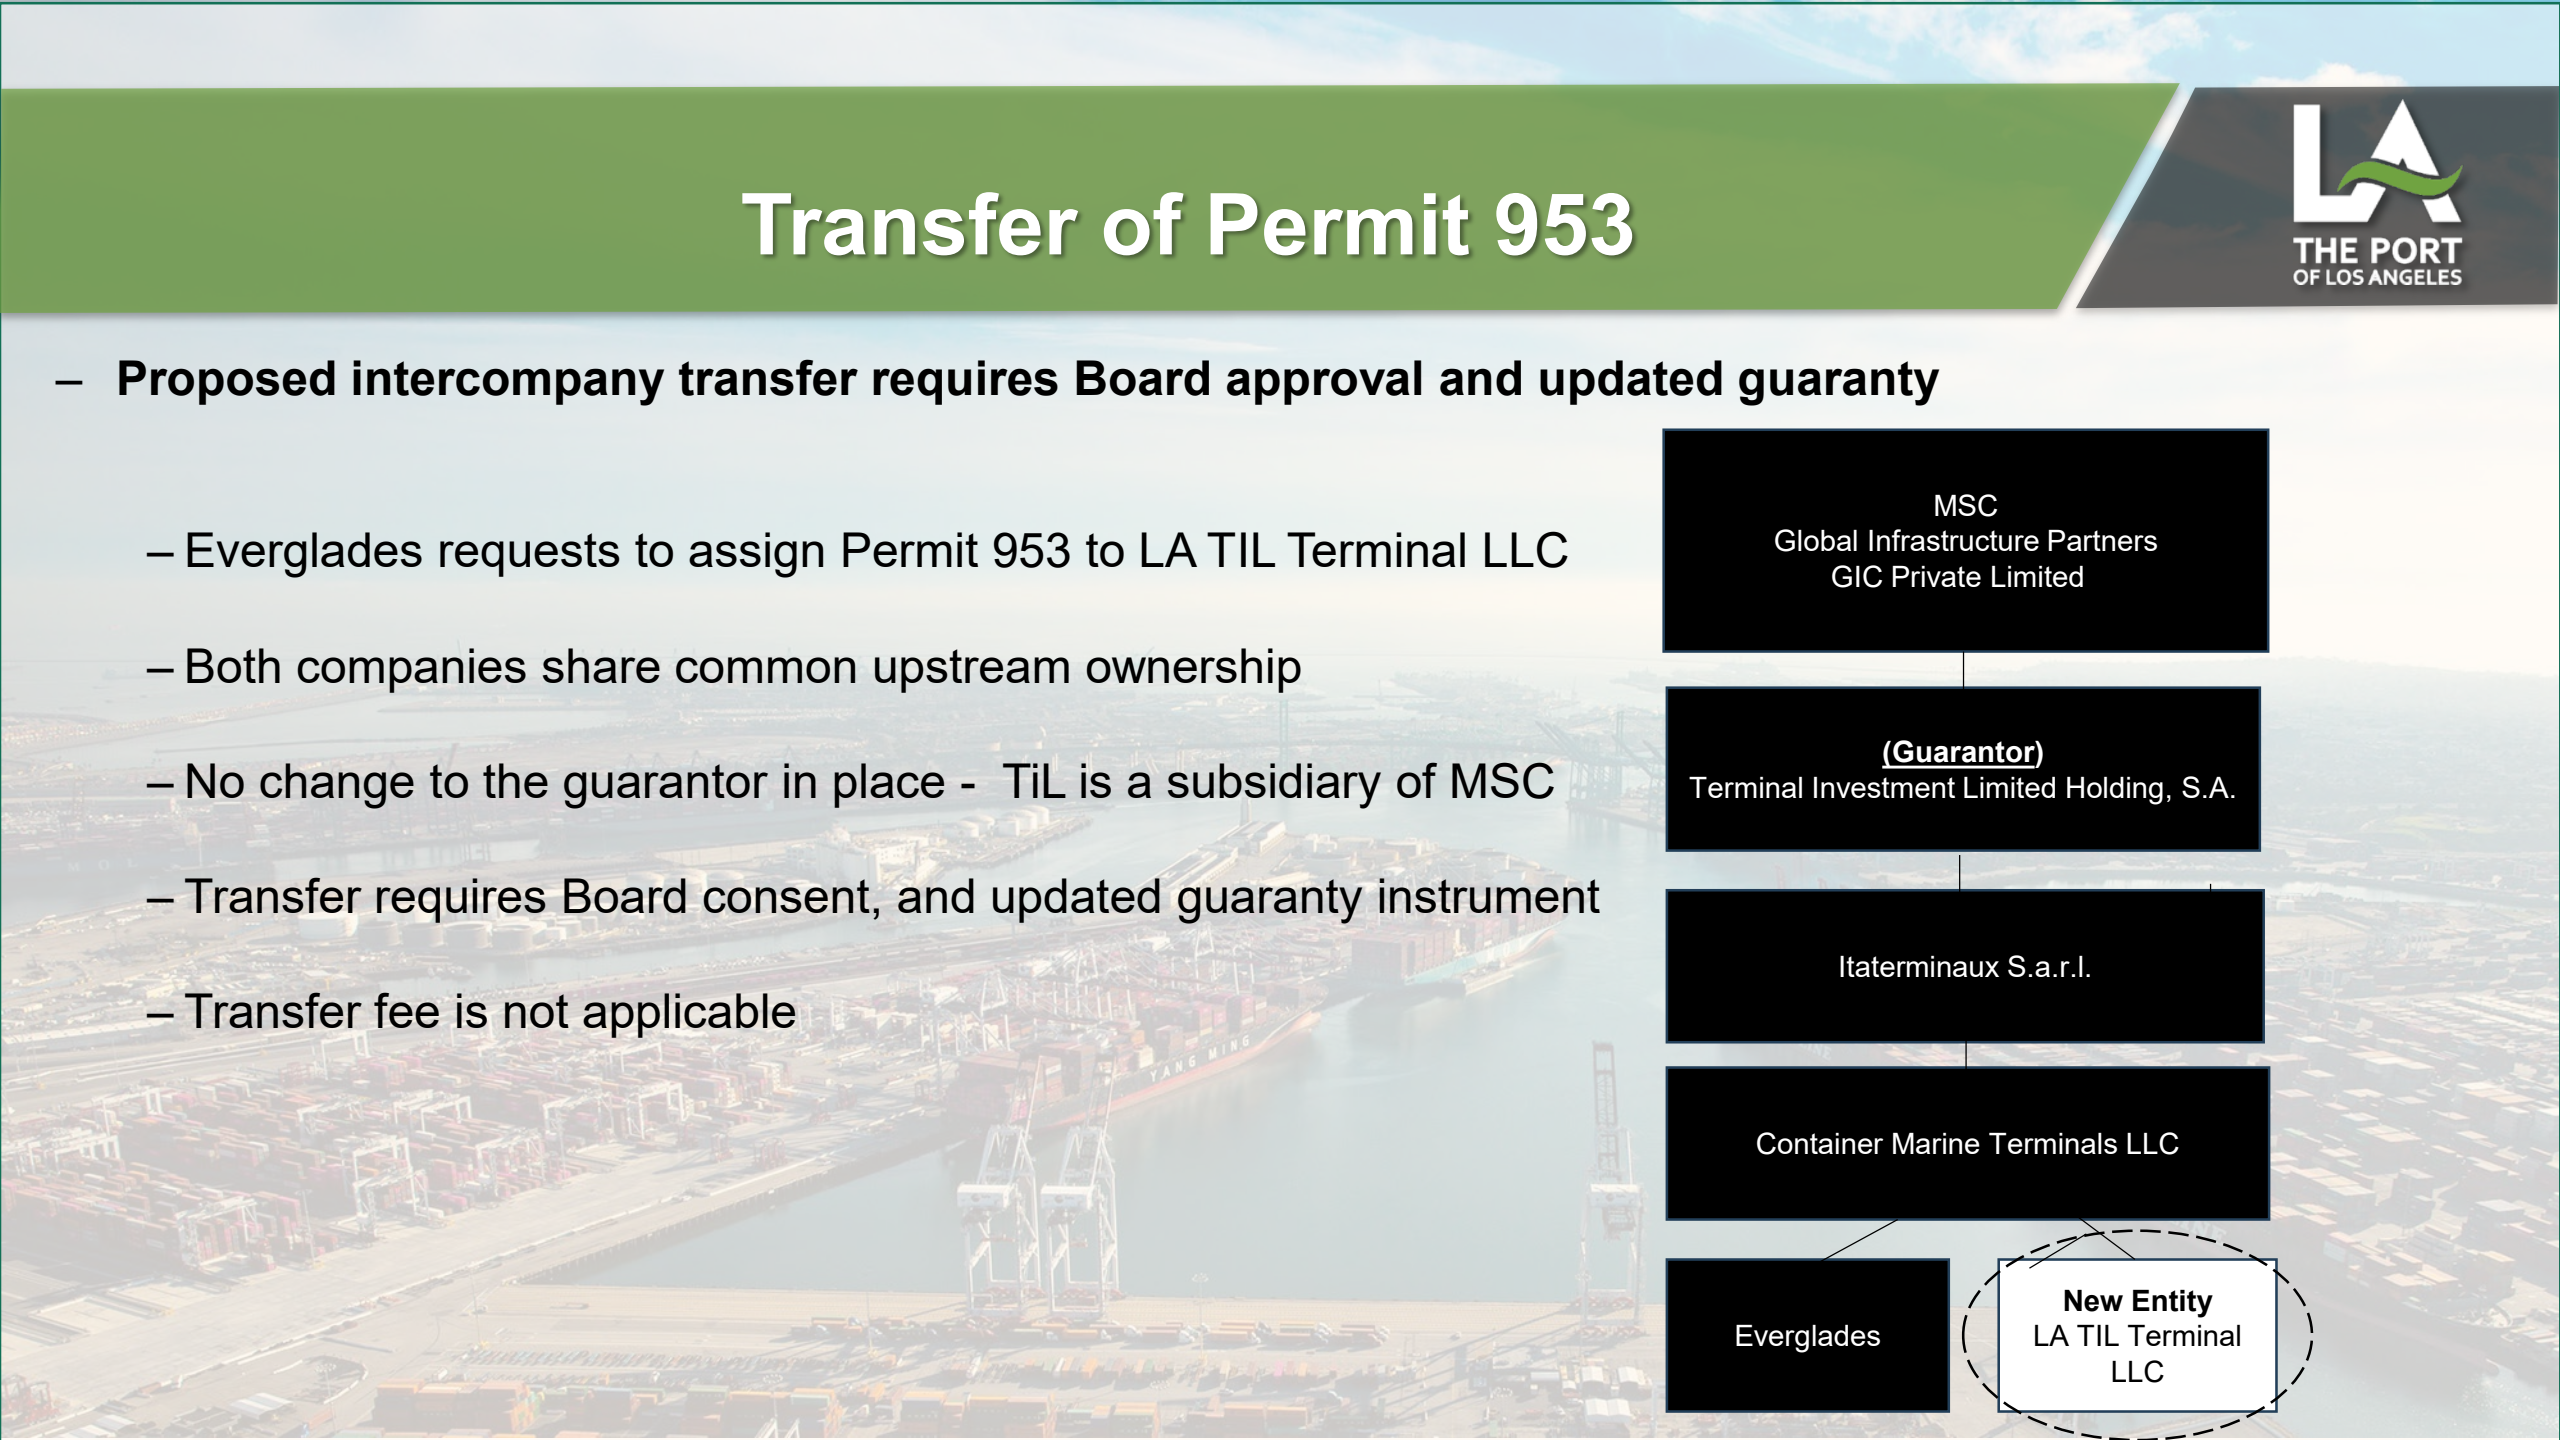 Transfer of Permit 953
LA
THE PORT
OF LOS ANGELES
– Proposed intercompany transfer requires Board approval and updated guaranty
– Everglades requests to assign Permit 953 to LA TIL Terminal LLC
– Both companies share common upstream ownership
– No change to the guarantor in place - TiL is a subsidiary of MSC
– Transfer requires Board consent, and updated guaranty instrument
– Transfer fee is not applicable
MSC
Global Infrastructure Partners
GIC Private Limited
(Guarantor)
Terminal Investment Limited Holding, S.A.
Itaterminaux S.a.r.l.
Container Marine Terminals LLC
Everglades
New Entity
LA TIL Terminal
LLC
YANG MING